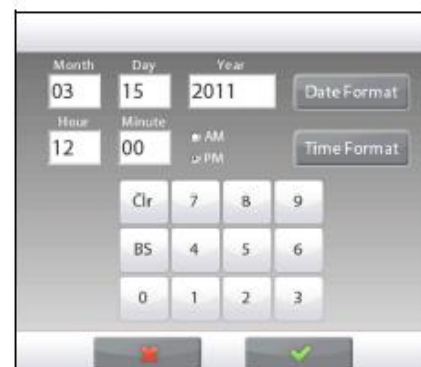 Month Day Year
03 15 2011 Date Format
Hour Minute AM
12 00 PM Time Format
Clr 7 8 9
BS 4 5 6
0 1 2 3